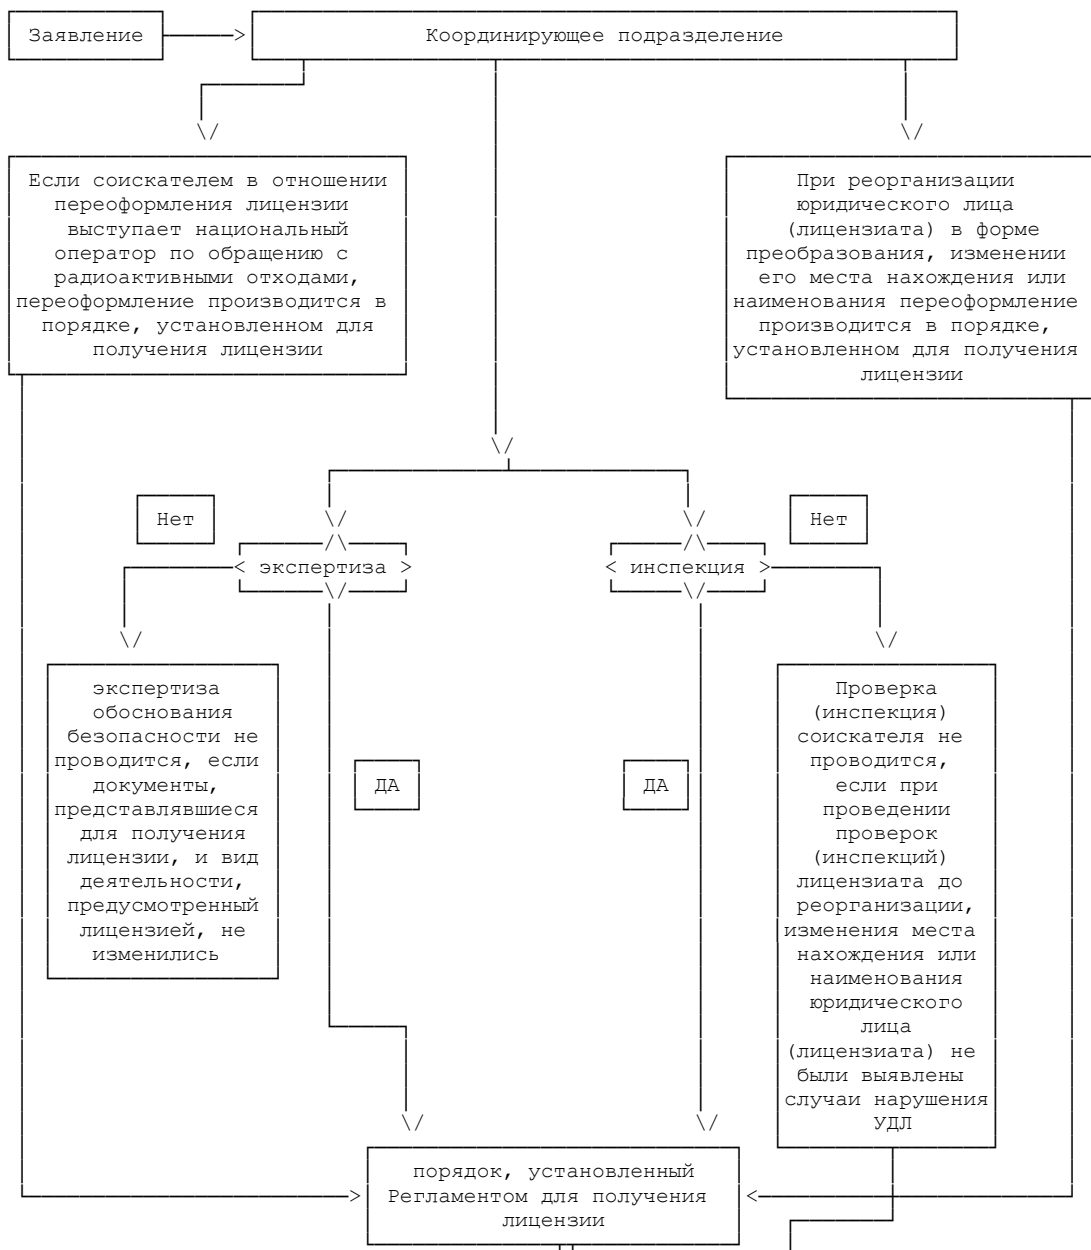 Заявление
Координирующее подразделение
Если соискателем в отношении
переоформления лицензии
выступает национальный
оператор по обращению с
радиоактивными отходами,
переоформление производится в
порядке, установленном для
получения лицензии
При реорганизации
юридического лица
(лицензиата) в форме
преобразования, изменении
его места нахождения или
наименования переоформление
производится в порядке,
установленном для получения
лицензии
Нет
Нет
экспертиза
инспекция
экспертиза
обоснования
безопасности не
проводится, если
документы,
представлявшиеся
для получения
лицензии, и вид
деятельности,
предусмотренный
лицензией, не
изменились
ДА
ДА
Проверка
(инспекция)
соискателя не
проводится,
если при
проведении
проверок
(инспекций)
лицензиата до
реорганизации,
изменения места
нахождения или
наименования
юридического
лица
(лицензиата) не
были выявлены
случаи нарушения
УДЛ
порядок, установленный
Регламентом для получения
лицензии